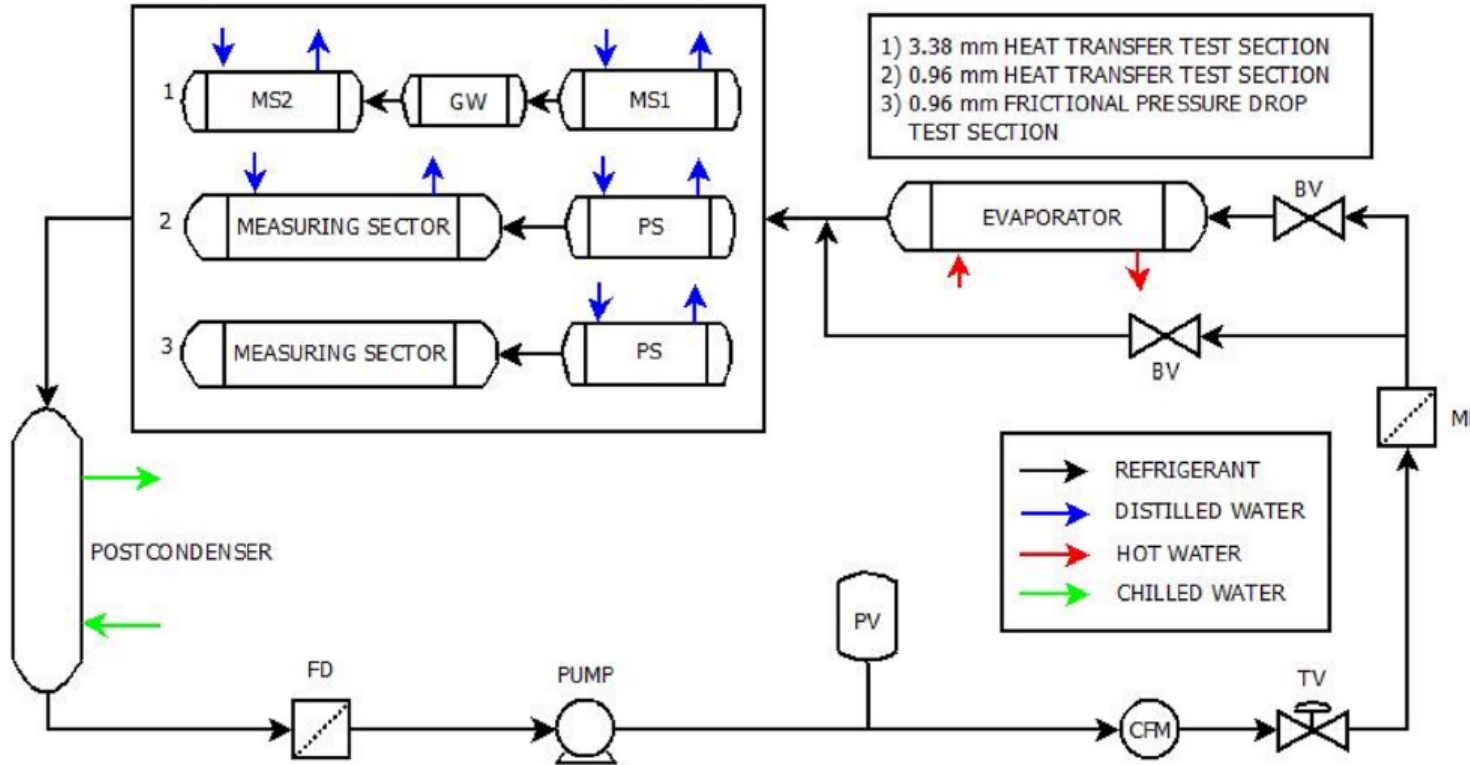 1) 3.38 mm HEAT TRANSFER TEST SECTION
2) 0.96 mm HEAT TRANSFER TEST SECTION
3) 0.96 mm FRICTIONAL PRESSURE DROP
TEST SECTION
1 MS2 GW MS1
2 MEASURING SECTOR PS
3 MEASURING SECTOR PS
EVAPORATOR
BV
BV
REFRIGERANT
DISTILLED WATER
HOT WATER
CHILLED WATER
POSTCONDENSER
FD
PUMP
PV
CFM
TV